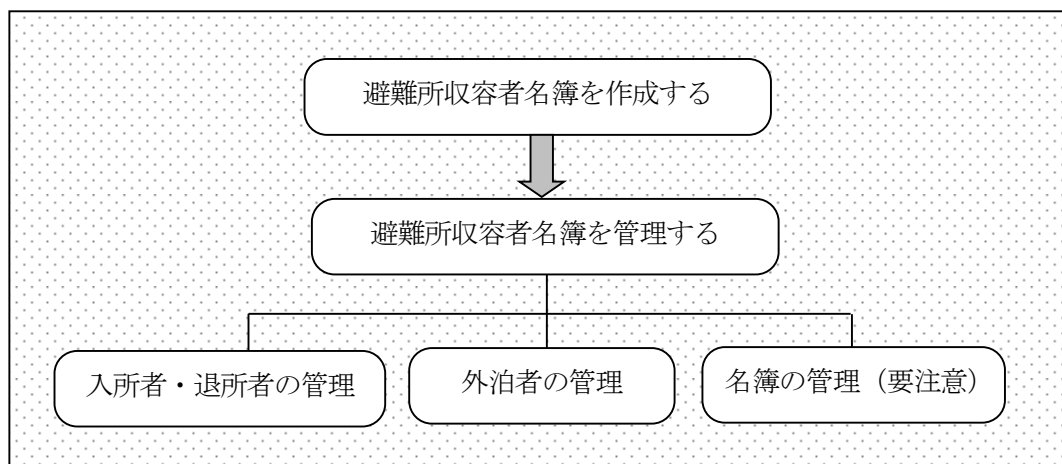 避難所収容者名簿を作成する
避難所収容者名簿を管理する
入所者・退所者の管理
外泊者の管理
名簿の管理（要注意）